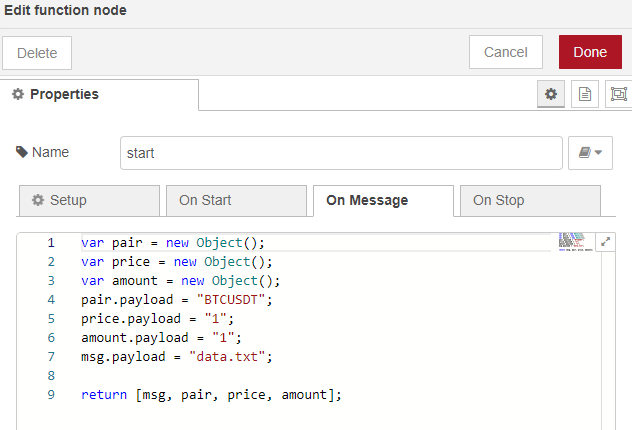 Edit function node
Delete
Cancel
Done
Properties
Name
start
Setup
On Start
On Message
On Stop
1 var pair = new Object();
2 var price = new Object();
3 var amount = new Object();
4 pair.payload = "BTCUSDT";
5 price.payload = "1";
6 amount.payload = "1";
7 msg.payload = "data.txt";
8
9 return [msg, pair, price, amount];